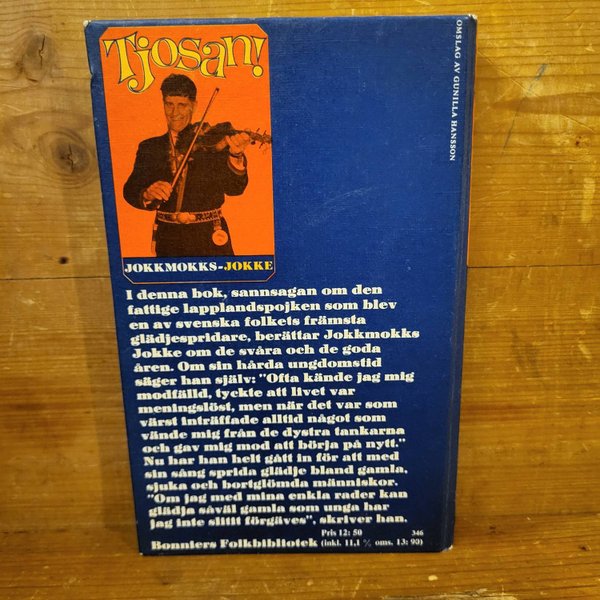 Tjosan!
JOKKMOKKS-JOKKE
OMSLAG AV GUNILLA HANSSON
I denna bok, sannsagan om den
fattige lapplandspojken som blev
en av svenska folkets främsta
glädjespridare, berättar Jokkmokks
Jokke om de svåra och de goda
åren. Om sin hårda ungdomstid
säger han själv: "Ofta kände jag mig
modfälld, tyckte att livet var
meningslöst, men när det var som
värst inträffade alltid något som
vände mig från de dystra tankarna
och gav mig mod att börja på nytt."
Nu har han helt gått in för att med
sin sång sprida glädje bland gamla,
sjuka och bortglömda människor.
"Om jag med mina enkla rader kan
glädja såväl gamla som unga har
jag inte slitit förgäves", skriver han.
Pris 12:50 346
Bonniers Folkbibliotek (inkl. 11,1 % oms. 13:90)